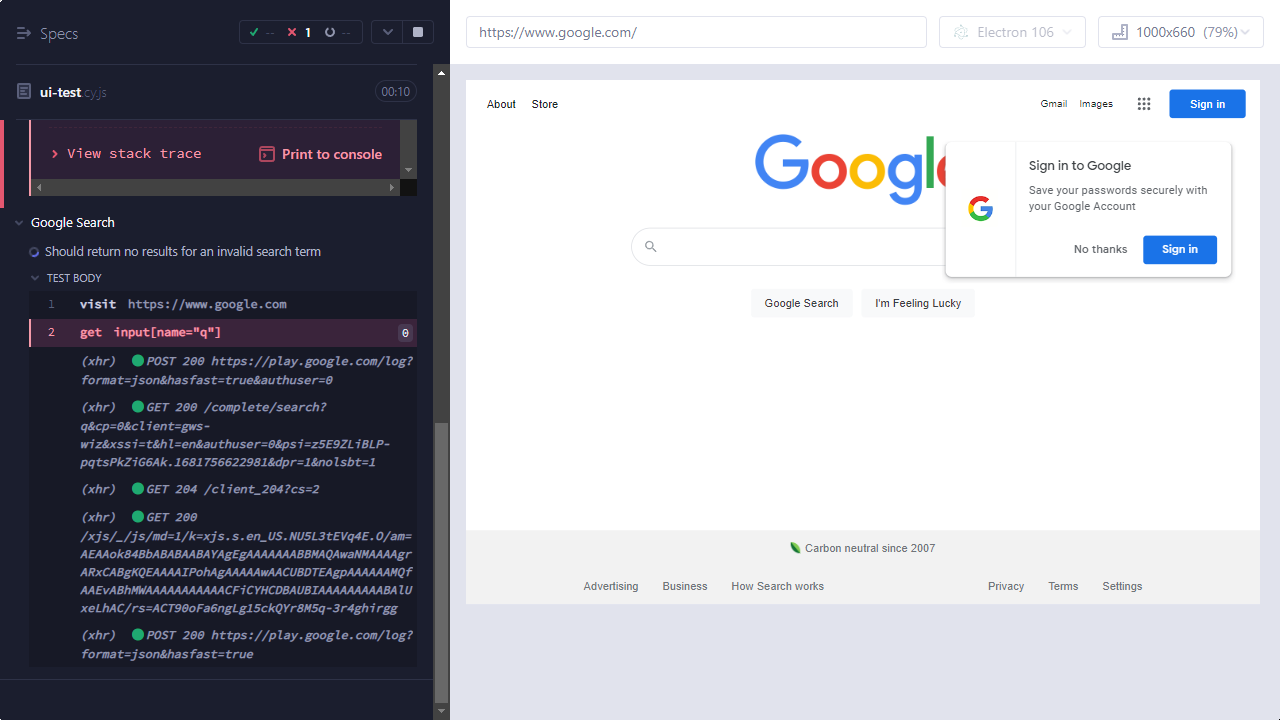 Specs
-- 1 --
ui-test.cy.js 00:10
View stack trace Print to console
Google Search
Should return no results for an invalid search term
TEST BODY
1 visit https://www.google.com
2 get input[name="q"] 0
(xhr) POST 200 https://play.google.com/log?
format=json&hasfast=true&authuser=0
(xhr) GET 200 /complete/search?
q&cp=0&client=gws-
wiz&xssi=t&hl=en&authuser=0&psi=z5E9ZLiBLP-
pqtsPkZiG6Ak.1681756622981&dpr=1&nolsbt=1
(xhr) GET 204 /client_204?cs=2
(xhr) GET 200
/xjs/_/js/md=1/k=xjs.s.en_US.NU5L3tEVq4E.O/am=
AEAAok84BbABABAABAYAgEgAAAAAAABBMAQAwaNMAAAAgr
ARxCABgKQEAAAAIPohAgAAAAAwAACUBDTEAgpAAAAAAMQf
AAEvABhMWAAAAAAAAAAACFiCYHCDBAUBIAAAAAAAAABAlU
xeLhAC/rs=ACT90oFa6ngLg15ckQYr8M5q-3r4ghirgg
(xhr) POST 200 https://play.google.com/log?
format=json&hasfast=true
https://www.google.com/
Electron 106
1000x660 (79%)
About Store
Gmail Images Sign in
Google
Sign in to Google
Save your passwords securely with
your Google Account
No thanks Sign in
Google Search I'm Feeling Lucky
Carbon neutral since 2007
Advertising Business How Search works Privacy Terms Settings